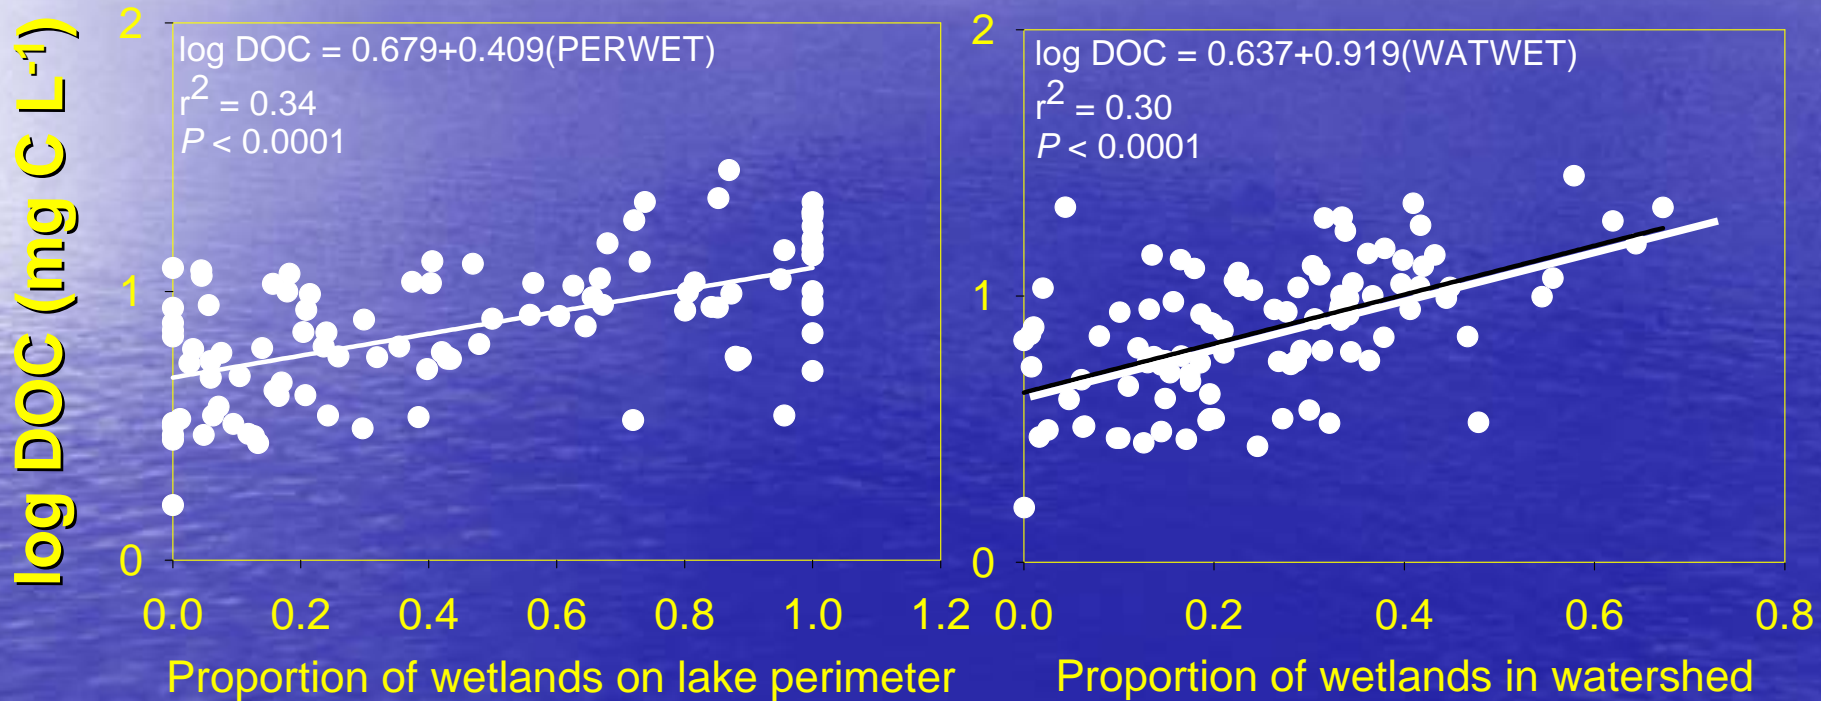 log DOC (mg C L-1)
2
1
0
log DOC = 0.679+0.409(PERWET)
r2 = 0.34
P < 0.0001
0.0 0.2 0.4 0.6 0.8 1.0 1.2
Proportion of wetlands on lake perimeter
2
1
0
log DOC = 0.637+0.919(WATWET)
r2 = 0.30
P < 0.0001
0.0 0.2 0.4 0.6 0.8
Proportion of wetlands in watershed